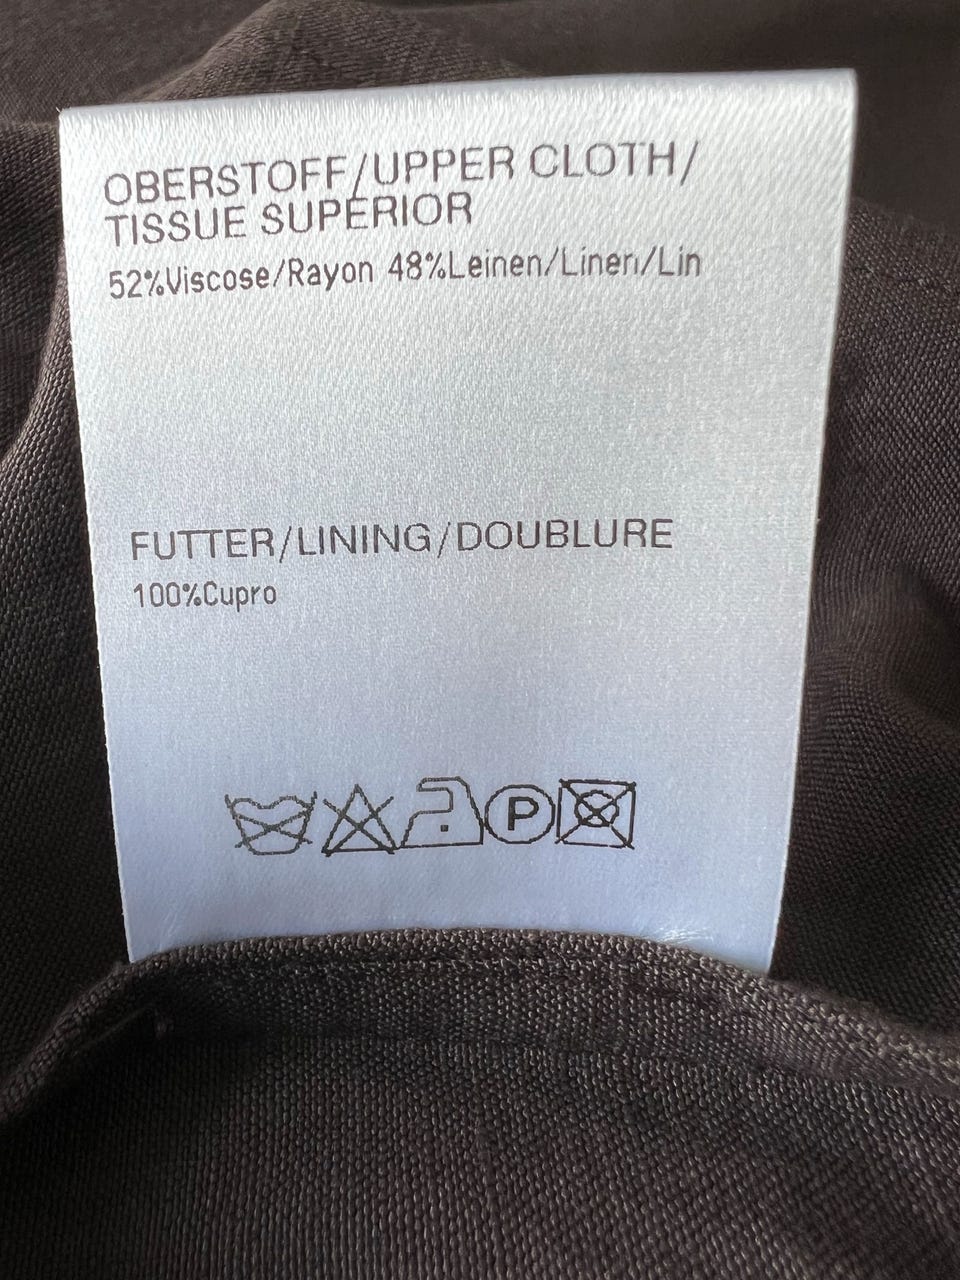 OBERSTOFF/UPPER CLOTH/
TISSUE SUPERIOR
52%Viscose/Rayon 48%Leinen/Linen/Lin
FUTTER/LINING/DOUBLURE
100%Cupro
P